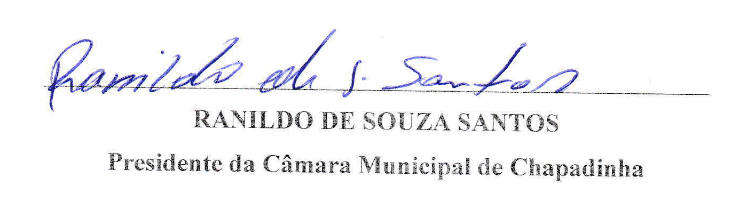 Ranildo de S. Santos
RANILDO DE SOUZA SANTOS
Presidente da Câmara Municipal de Chapadinha